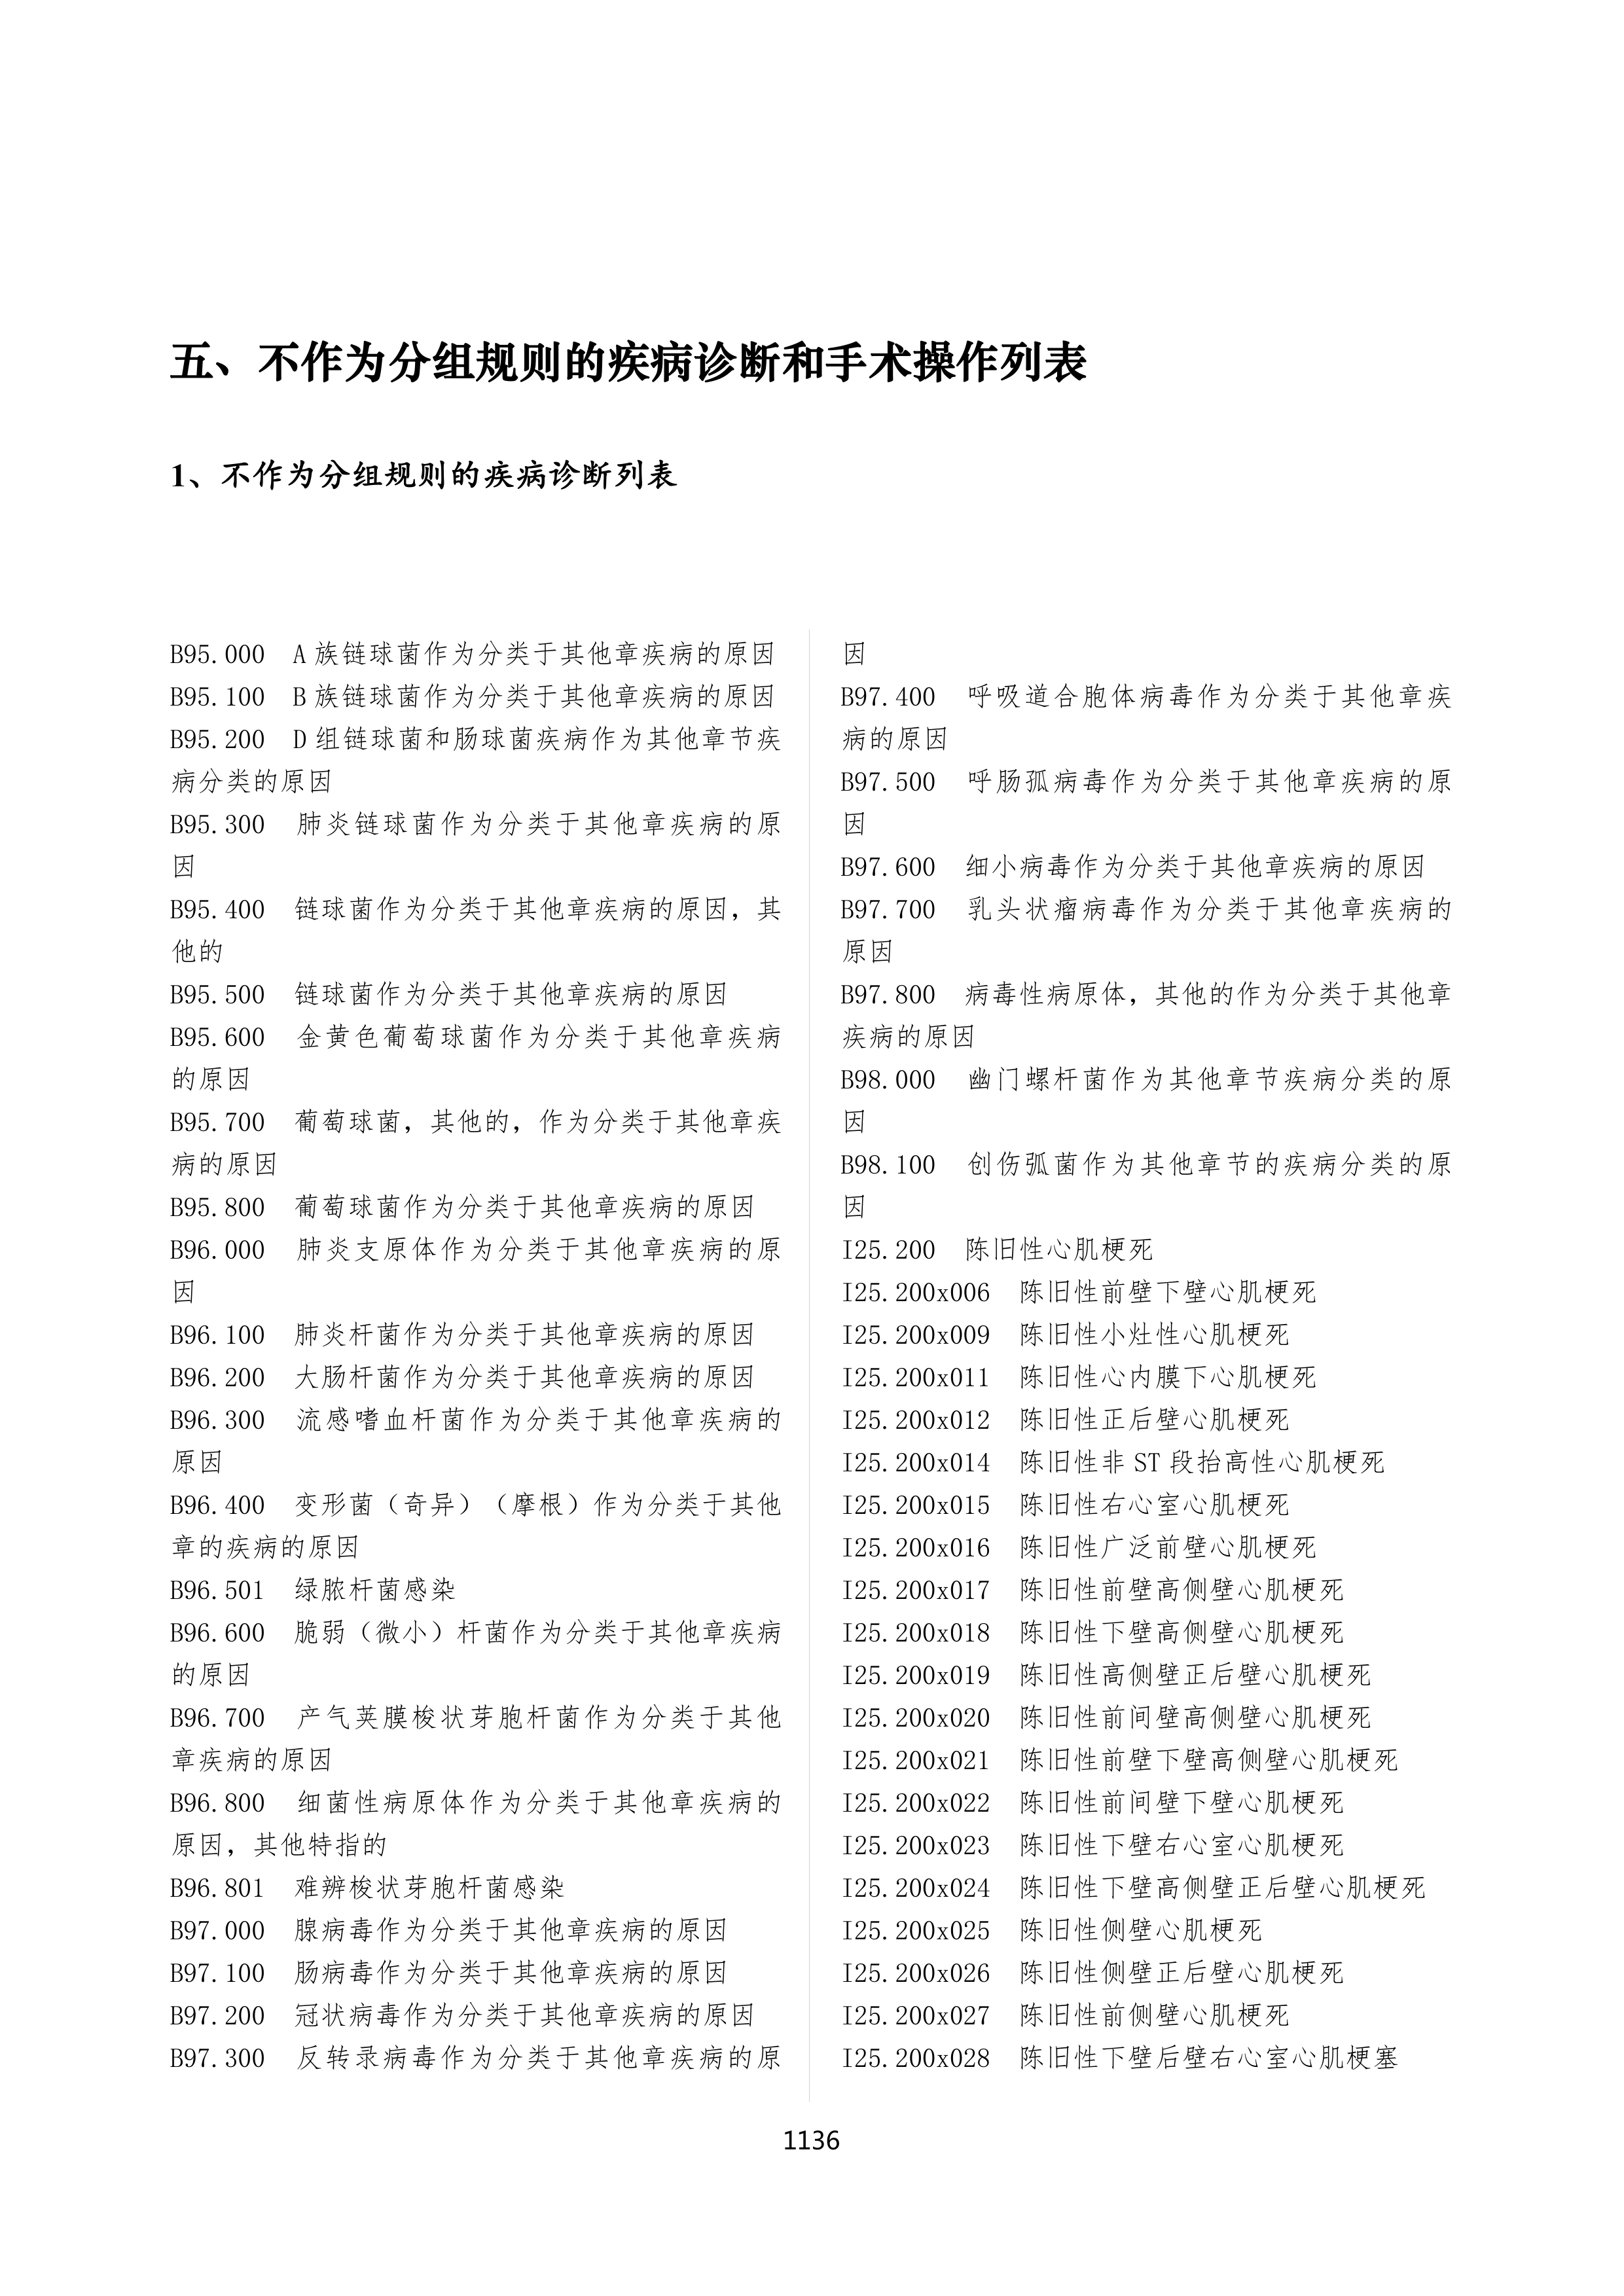 五、不作为分组规则的疾病诊断和手术操作列表
1、不作为分组规则的疾病诊断列表
B95.000 A 族链球菌作为分类于其他章疾病的原因
B95.100 B 族链球菌作为分类于其他章疾病的原因
B95.200 D 组链球菌和肠球菌疾病作为其他章节疾
病分类的原因
B95.300 肺炎链球菌作为分类于其他章疾病的原
因
B95.400 链球菌作为分类于其他章疾病的原因，其
他的
B95.500 链球菌作为分类于其他章疾病的原因
B95.600 金黄色葡萄球菌作为分类于其他章疾病
的原因
B95.700 葡萄球菌，其他的，作为分类于其他章疾
病的原因
B95.800 葡萄球菌作为分类于其他章疾病的原因
B96.000 肺炎支原体作为分类于其他章疾病的原
因
B96.100 肺炎杆菌作为分类于其他章疾病的原因
B96.200 大肠杆菌作为分类于其他章疾病的原因
B96.300 流感嗜血杆菌作为分类于其他章疾病的
原因
B96.400 变形菌（奇异）（摩根）作为分类于其他
章的疾病的原因
B96.501 绿脓杆菌感染
B96.600 脆弱（微小）杆菌作为分类于其他章疾病
的原因
B96.700 产气荚膜梭状芽胞杆菌作为分类于其他
章疾病的原因
B96.800 细菌性病原体作为分类于其他章疾病的
原因，其他特指的
B96.801 难辨梭状芽胞杆菌感染
B97.000 腺病毒作为分类于其他章疾病的原因
B97.100 肠病毒作为分类于其他章疾病的原因
B97.200 冠状病毒作为分类于其他章疾病的原因
B97.300 反转录病毒作为分类于其他章疾病的原
因
B97.400 呼吸道合胞体病毒作为分类于其他章疾
病的原因
B97.500 呼肠孤病毒作为分类于其他章疾病的原
因
B97.600 细小病毒作为分类于其他章疾病的原因
B97.700 乳头状瘤病毒作为分类于其他章疾病的
原因
B97.800 病毒性病原体，其他的作为分类于其他章
疾病的原因
B98.000 幽门螺杆菌作为其他章节疾病分类的原
因
B98.100 创伤弧菌作为其他章节的疾病分类的原
因
I25.200 陈旧性心肌梗死
I25.200x006 陈旧性前壁下壁心肌梗死
I25.200x009 陈旧性小灶性心肌梗死
I25.200x011 陈旧性心内膜下心肌梗死
I25.200x012 陈旧性正后壁心肌梗死
I25.200x014 陈旧性非 ST 段抬高性心肌梗死
I25.200x015 陈旧性右心室心肌梗死
I25.200x016 陈旧性广泛前壁心肌梗死
I25.200x017 陈旧性前壁高侧壁心肌梗死
I25.200x018 陈旧性下壁高侧壁心肌梗死
I25.200x019 陈旧性高侧壁正后壁心肌梗死
I25.200x020 陈旧性前间壁高侧壁心肌梗死
I25.200x021 陈旧性前壁下壁高侧壁心肌梗死
I25.200x022 陈旧性前间壁下壁心肌梗死
I25.200x023 陈旧性下壁右心室心肌梗死
I25.200x024 陈旧性下壁高侧壁正后壁心肌梗死
I25.200x025 陈旧性侧壁心肌梗死
I25.200x026 陈旧性侧壁正后壁心肌梗死
I25.200x027 陈旧性前侧壁心肌梗死
I25.200x028 陈旧性下壁后壁右心室心肌梗塞
1136